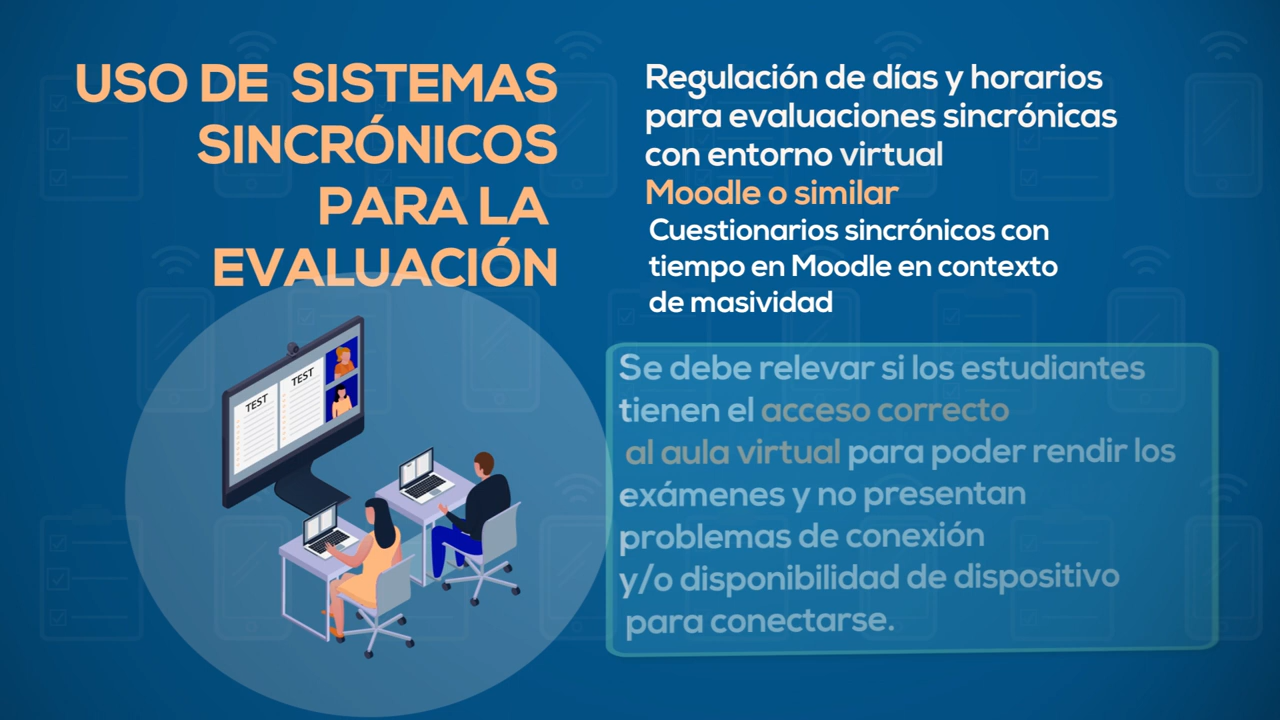 USO DE SISTEMAS
SINCRÓNICOS
PARA LA
EVALUACIÓN
TEST
TEST
Regulación de días y horarios
para evaluaciones sincrónicas
con entorno virtual
Moodle o similar
Cuestionarios sincrónicos con
tiempo en Moodle en contexto
de masividad
Se debe relevar si los estudiantes
tienen el acceso correcto
al aula virtual para poder rendir los
exámenes y no presentan
problemas de conexión
y/o disponibilidad de dispositivo
para conectarse.